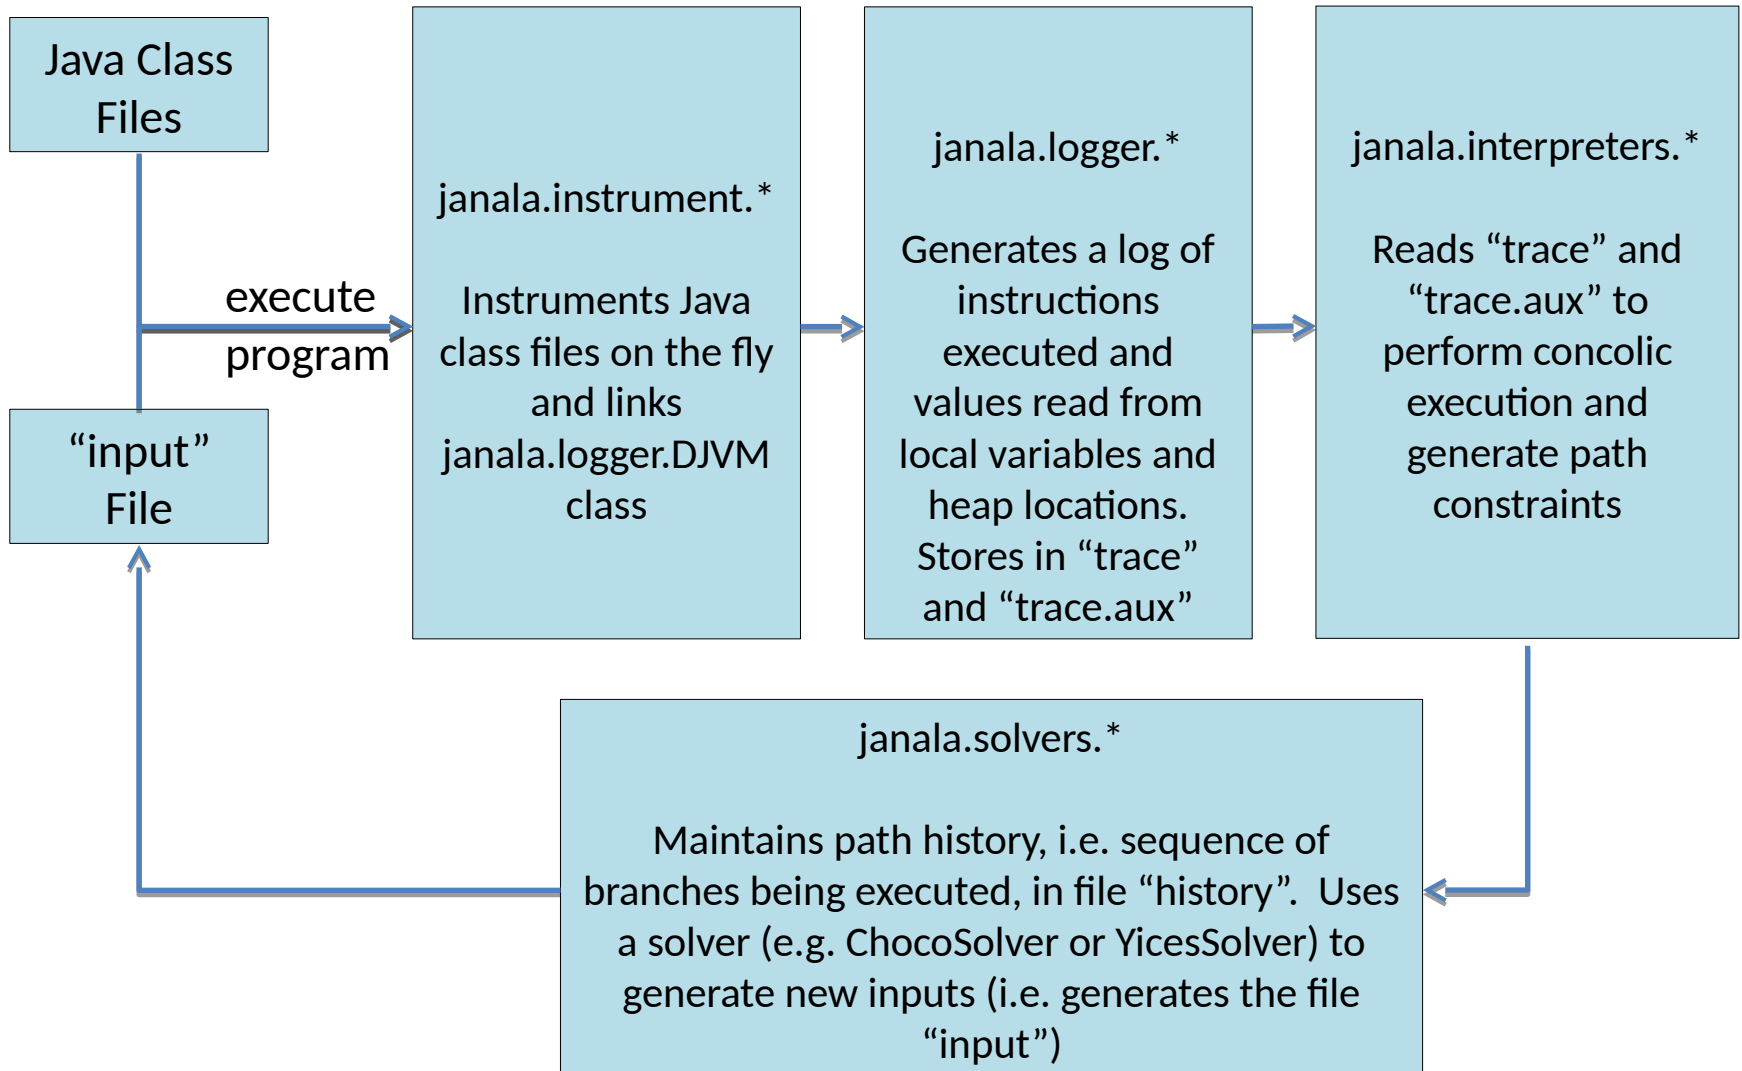 Java Class
Files
execute
program
“input”
File
janala.instrument.*
Instruments Java
class files on the fly
and links
janala.logger.DJVM
class
janala.logger.*
Generates a log of
instructions
executed and
values read from
local variables and
heap locations.
Stores in “trace”
and “trace.aux”
janala.interpreters.*
Reads “trace” and
“trace.aux” to
perform concolic
execution and
generate path
constraints
janala.solvers.*
Maintains path history, i.e. sequence of
branches being executed, in file “history”.  Uses
a solver (e.g. ChocoSolver or YicesSolver) to
generate new inputs (i.e. generates the file
“input”)